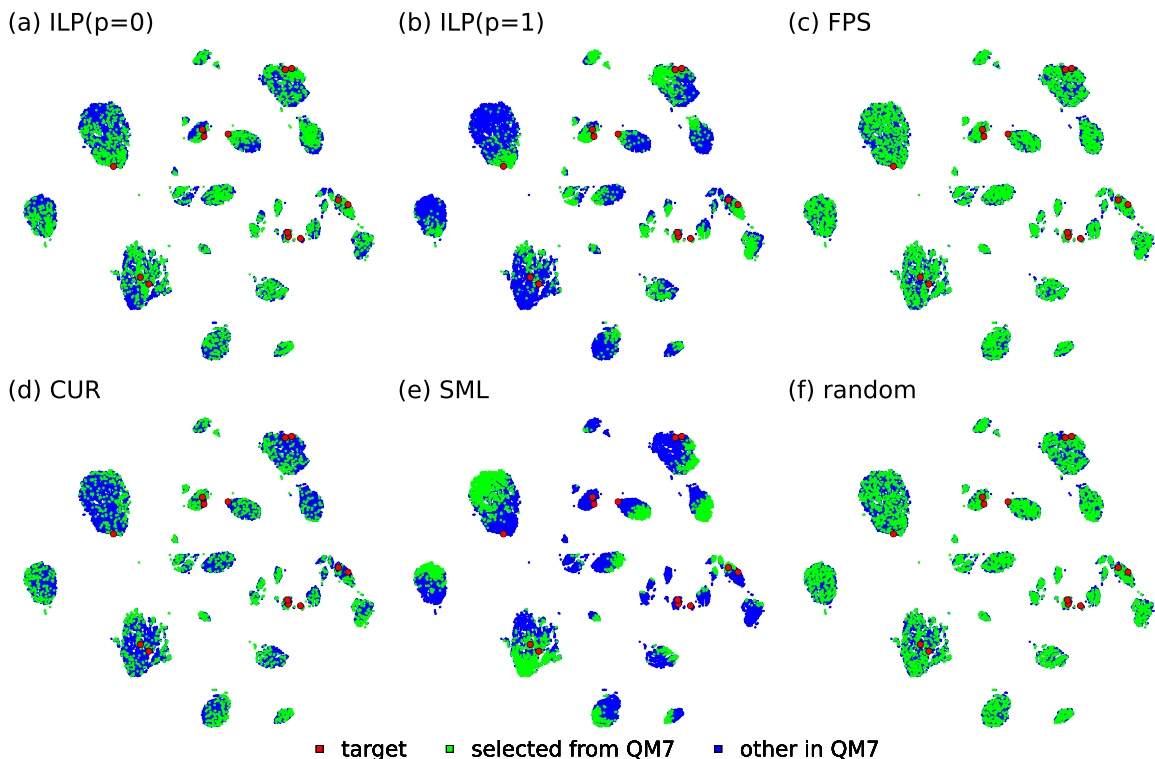 (a) ILP(p=0)
(b) ILP(p=1)
(c) FPS
(d) CUR
(e) SML
(f) random
target
selected from QM7
other in QM7